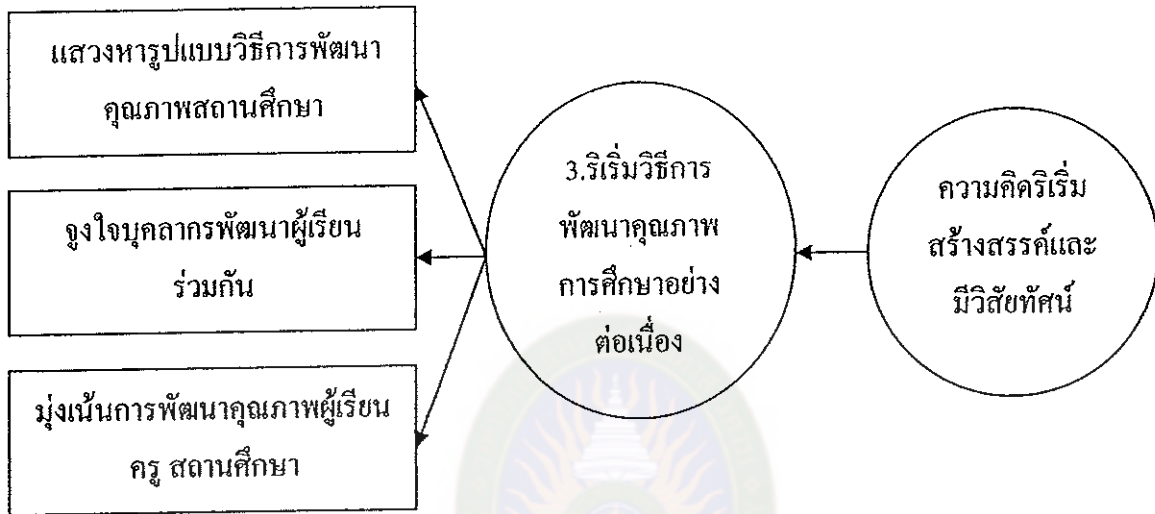 แสวงหารูปแบบวิธีการพัฒนา
คุณภาพสถานศึกษา
จูงใจบุคลากรพัฒนาผู้เรียน
ร่วมกัน
มุ่งเน้นการพัฒนาคุณภาพผู้เรียน
ครู สถานศึกษา
3.ริเริ่มวิธีการ
พัฒนาคุณภาพ
การศึกษาอย่าง
ต่อเนื่อง
ความคิดริเริ่ม
สร้างสรรค์และ
มีวิสัยทัศน์